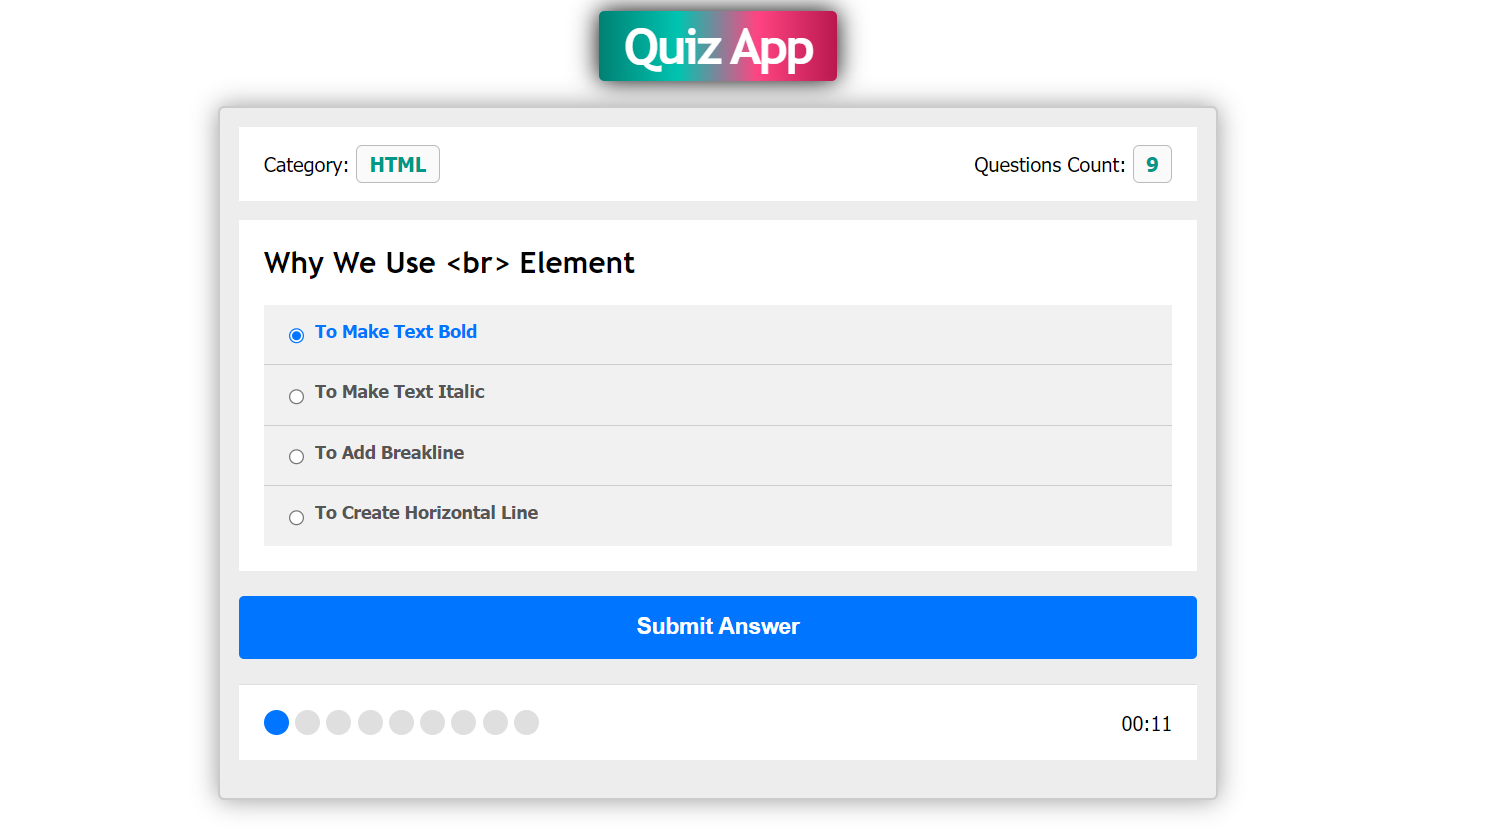 Quiz App
Category: HTML
Questions Count: 9
Why We Use <br> Element
To Make Text Bold
To Make Text Italic
To Add Breakline
To Create Horizontal Line
Submit Answer
00:11